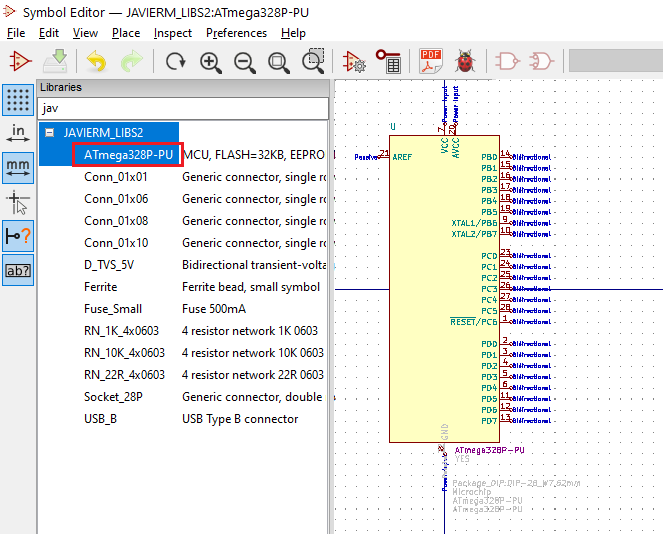 Symbol Editor — JAVIERM_LIBS2:ATmega328P-PU
File Edit View Place Inspect Preferences Help
PDF
Libraries
jav
in
mm
ab?
JAVIERM_LIBS2
ATmega328P-PU MCU, FLASH=32KB, EEPRO
Conn_01x01 Generic connector, single ro
Conn_01x06 Generic connector, single ro
Conn_01x08 Generic connector, single ro
Conn_01x10 Generic connector, single ro
D_TVS_5V Bidirectional transient-volta
Ferrite Ferrite bead, small symbol
Fuse_Small Fuse 500mA
RN_1K_4x0603 4 resistor network 1K 0603
RN_10K_4x0603 4 resistor network 10K 0603
RN_22R_4x0603 4 resistor network 22R 0603
Socket_28P Generic connector, double
USB_B USB Type B connector
Power Input Power Input
7 20
U
VCC AVCC
Passive 21 AREF
PB0 14 Bidirectional
PB1 15 Bidirectional
PB2 16 Bidirectional
PB3 17 Bidirectional
PB4 18 Bidirectional
PB5 19 Bidirectional
XTAL1/PB6 9 Bidirectional
XTAL2/PB7 10 Bidirectional
PC0 23 Bidirectional
PC1 24 Bidirectional
PC2 25 Bidirectional
PC3 26 Bidirectional
PC4 27 Bidirectional
PC5 28 Bidirectional
RESET/PC6 1 Bidirectional
PD0 2 Bidirectional
PD1 3 Bidirectional
PD2 4 Bidirectional
PD3 5 Bidirectional
PD4 6 Bidirectional
PD5 11 Bidirectional
PD6 12 Bidirectional
PD7 13 Bidirectional
GND
ATmega328P-PU
YES
Package_DIP:DIP-28_W7.62mm
Microchip
ATmega328P-PU
ATmega328P-PU